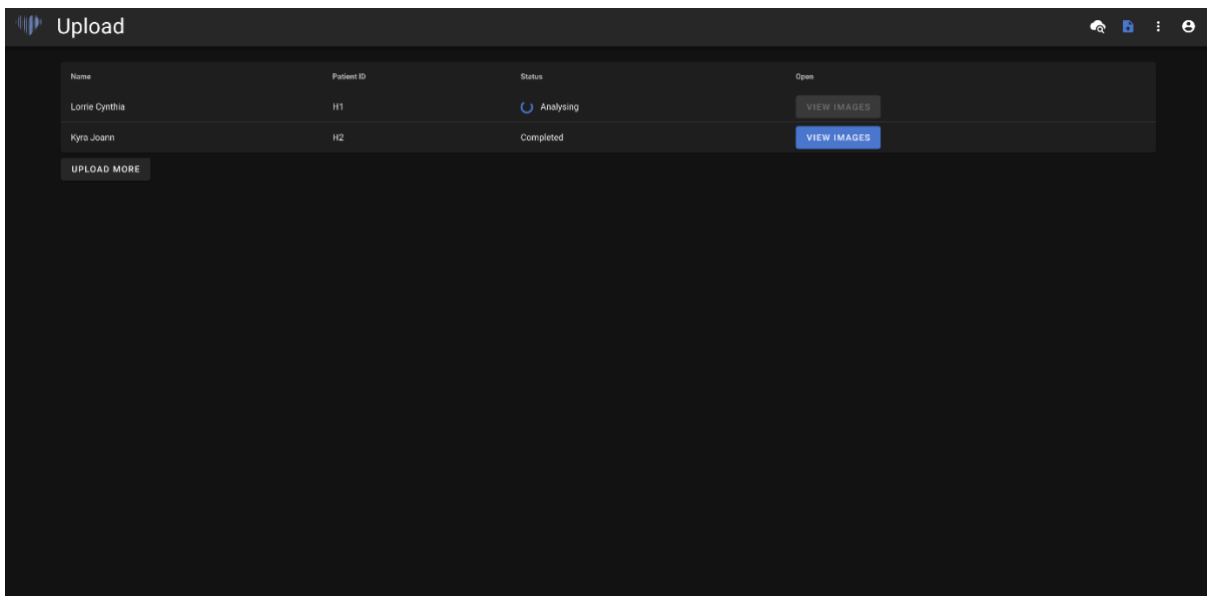 Upload
Name Patient ID Status Open
Lorrie Cynthia H1 Analysing VIEW IMAGES
Kyra Joann H2 Completed VIEW IMAGES
UPLOAD MORE